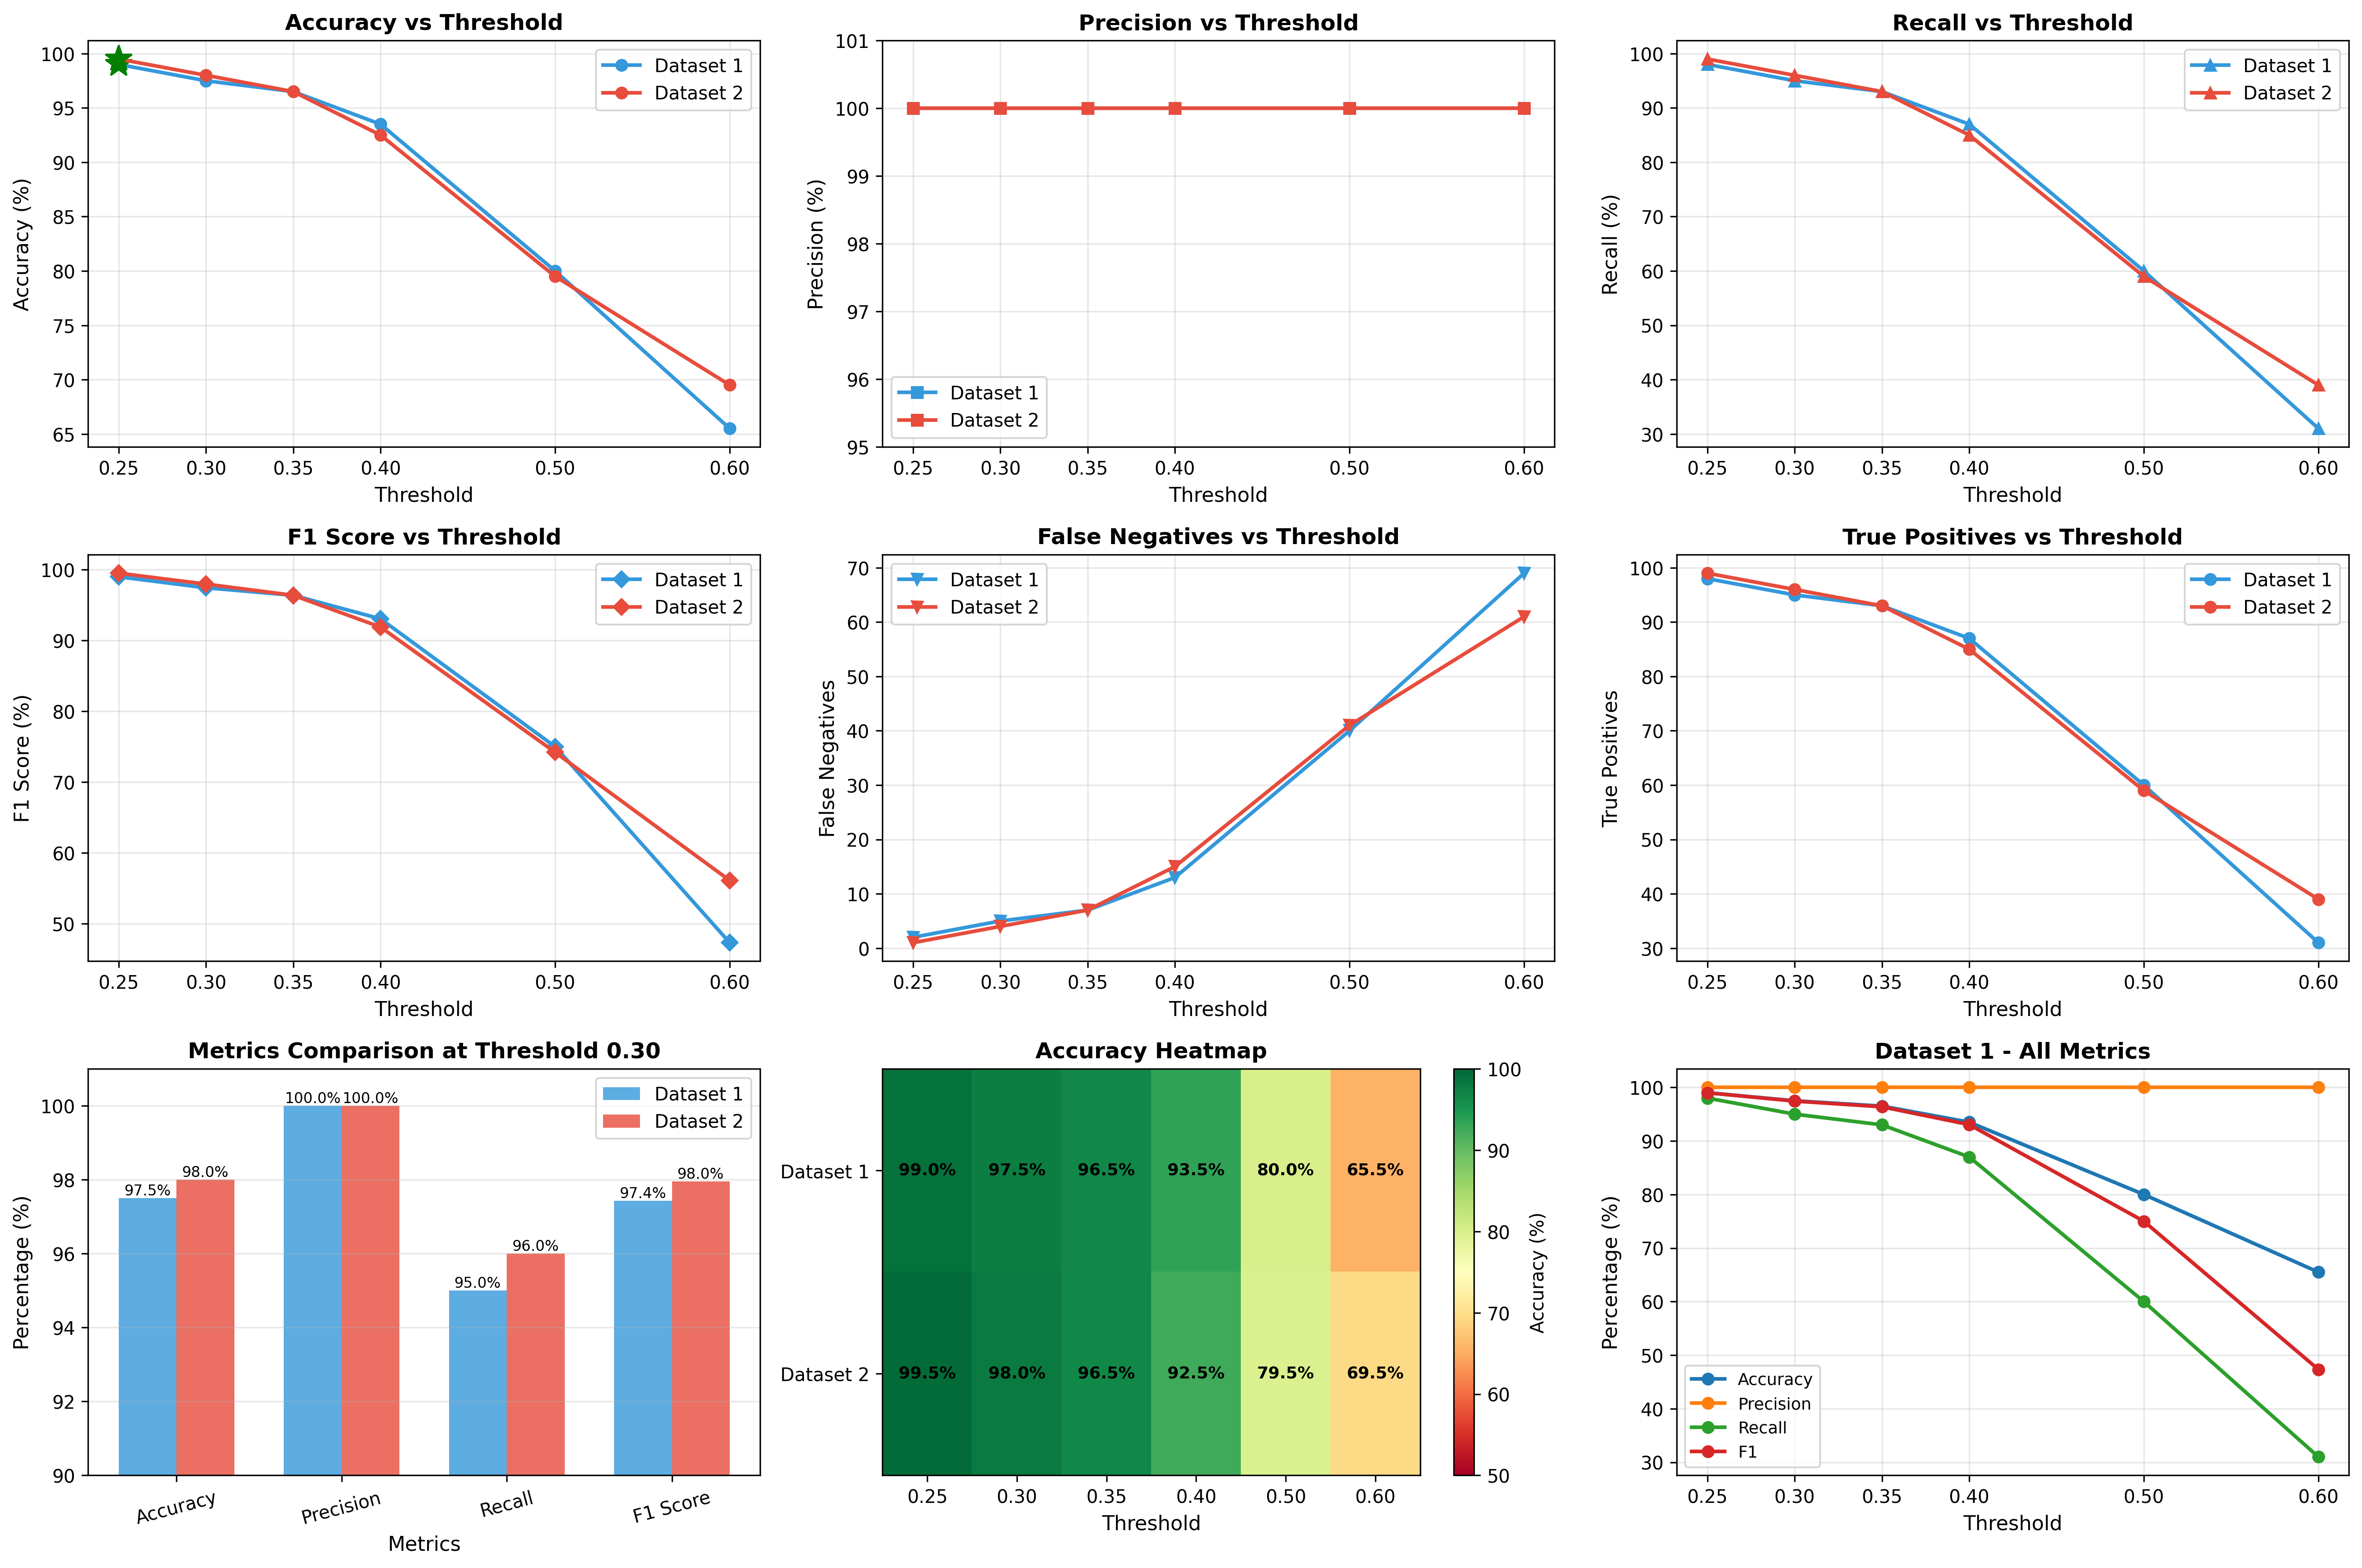 Accuracy vs Threshold
Accuracy (%)
100
95
90
85
80
75
70
65
Dataset 1
Dataset 2
0.25 0.30 0.35 0.40 0.50 0.60
Threshold
Precision vs Threshold
Precision (%)
101
100
99
98
97
96
95
Dataset 1
Dataset 2
0.25 0.30 0.35 0.40 0.50 0.60
Threshold
Recall vs Threshold
Recall (%)
100
90
80
70
60
50
40
30
Dataset 1
Dataset 2
0.25 0.30 0.35 0.40 0.50 0.60
Threshold
F1 Score vs Threshold
F1 Score (%)
100
90
80
70
60
50
Dataset 1
Dataset 2
0.25 0.30 0.35 0.40 0.50 0.60
Threshold
False Negatives vs Threshold
False Negatives
70
60
50
40
30
20
10
0
Dataset 1
Dataset 2
0.25 0.30 0.35 0.40 0.50 0.60
Threshold
True Positives vs Threshold
True Positives
100
90
80
70
60
50
40
30
Dataset 1
Dataset 2
0.25 0.30 0.35 0.40 0.50 0.60
Threshold
Metrics Comparison at Threshold 0.30
Percentage (%)
100
98
96
94
92
90
Dataset 1
Dataset 2
97.5% 98.0% 100.0% 100.0% 95.0% 96.0% 97.4% 98.0%
Accuracy Precision Recall F1 Score
Metrics
Accuracy Heatmap
Dataset 1
99.0% 97.5% 96.5% 93.5% 80.0% 65.5%
Dataset 2
99.5% 98.0% 96.5% 92.5% 79.5% 69.5%
0.25 0.30 0.35 0.40 0.50 0.60
Threshold
100
90
80
70
60
50
Accuracy (%)
Dataset 1 - All Metrics
Percentage (%)
100
90
80
70
60
50
40
30
Accuracy
Precision
Recall
F1
0.25 0.30 0.35 0.40 0.50 0.60
Threshold